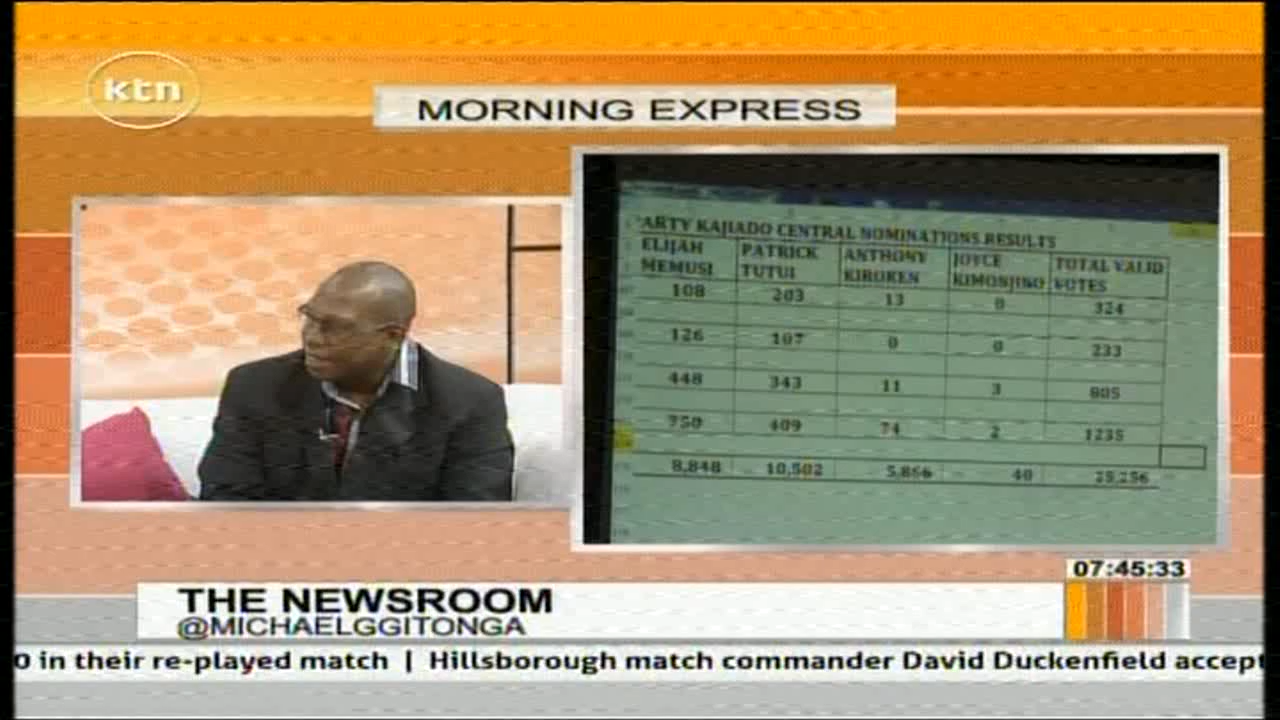 ktn
MORNING EXPRESS
ARTY KAJIADO CENTRAL NOMINATIONS RESULTS
ELIJAH MEMUSI PATRICK TUTUI ANTHONY KIROKEN JOYCE KIMONJINO TOTAL VALID VOTES
108 203 13 0 324
126 107 0 0 233
448 343 11 3 805
750 409 74 2 1235
8,848 10,502 5,866 40 25,256
07:45:33
THE NEWSROOM
@MICHAELGGITONGA
0 in their re-played match | Hillsborough match commander David Duckenfield accept